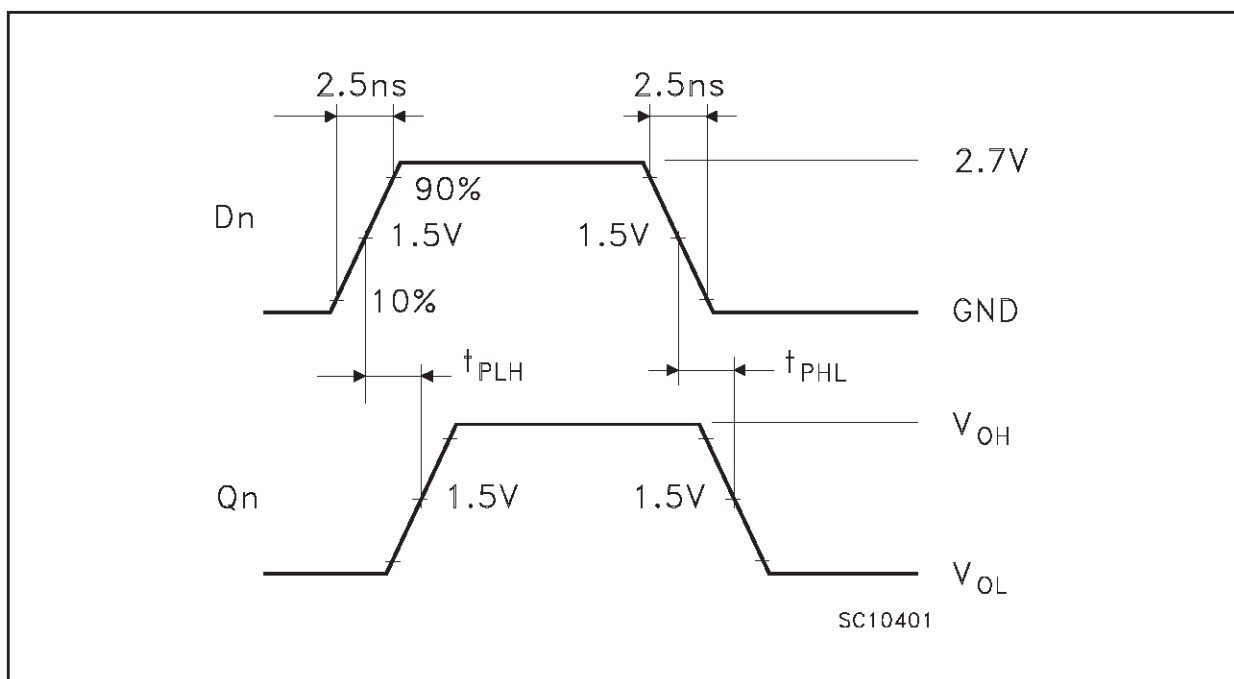 2.5ns 2.5ns
2.7V
90%
Dn 1.5V 1.5V
10%
GND
tPLH tPHL
VOH
Qn 1.5V 1.5V
VOL
SC10401